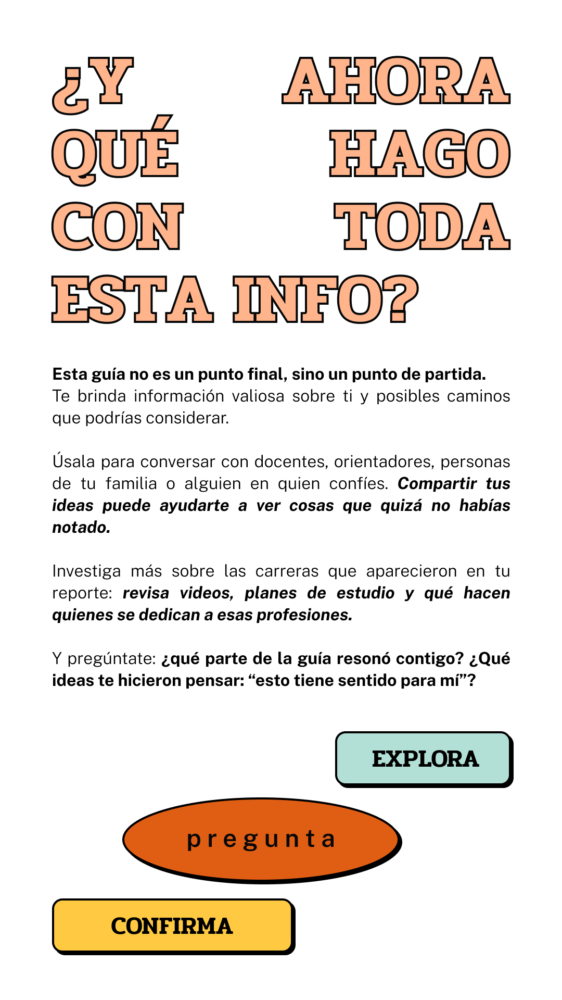 ¿Y AHORA
QUÉ HAGO
CON TODA
ESTA INFO?
Esta guía no es un punto final, sino un punto de partida.
Te brinda información valiosa sobre ti y posibles caminos
que podrías considerar.
Úsala para conversar con docentes, orientadores, personas
de tu familia o alguien en quien confíes. Compartir tus
ideas puede ayudarte a ver cosas que quizá no habías
notado.
Investiga más sobre las carreras que aparecieron en tu
reporte: revisa videos, planes de estudio y qué hacen
quienes se dedican a esas profesiones.
Y pregúntate: ¿qué parte de la guía resonó contigo? ¿Qué
ideas te hicieron pensar: “esto tiene sentido para mí”?
EXPLORA
pregunta
CONFIRMA